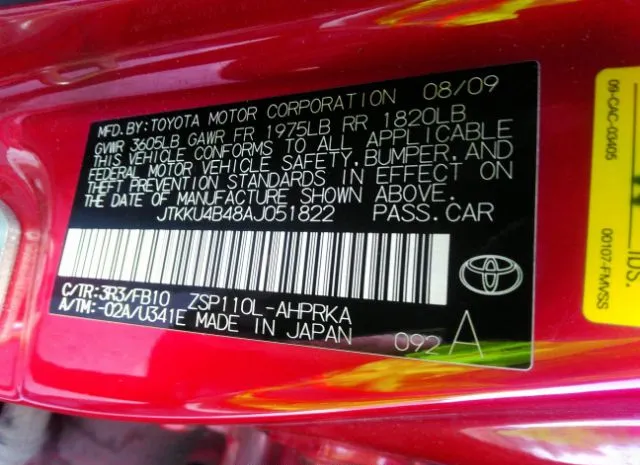 MFD.BY:TOYOTA MOTOR CORPORATION 08/09
GVWR 3605LB GAWR FR 1975LB RR 1820LB
THIS VEHICLE CONFORMS TO ALL APPLICABLE
FEDERAL MOTOR VEHICLE SAFETY,BUMPER,AND
THEFT PREVENTION STANDARDS IN EFFECT ON
THE DATE OF MANUFACTURE SHOWN ABOVE.
JTKKU4B48AJ051822 PASS.CAR
C/TR:3R3/FB10 ZSP110L-AHPRKA
A/TM:-02A/U341E MADE IN JAPAN 092 A
09-CAC-03405
00107-FMVSS
IDS.